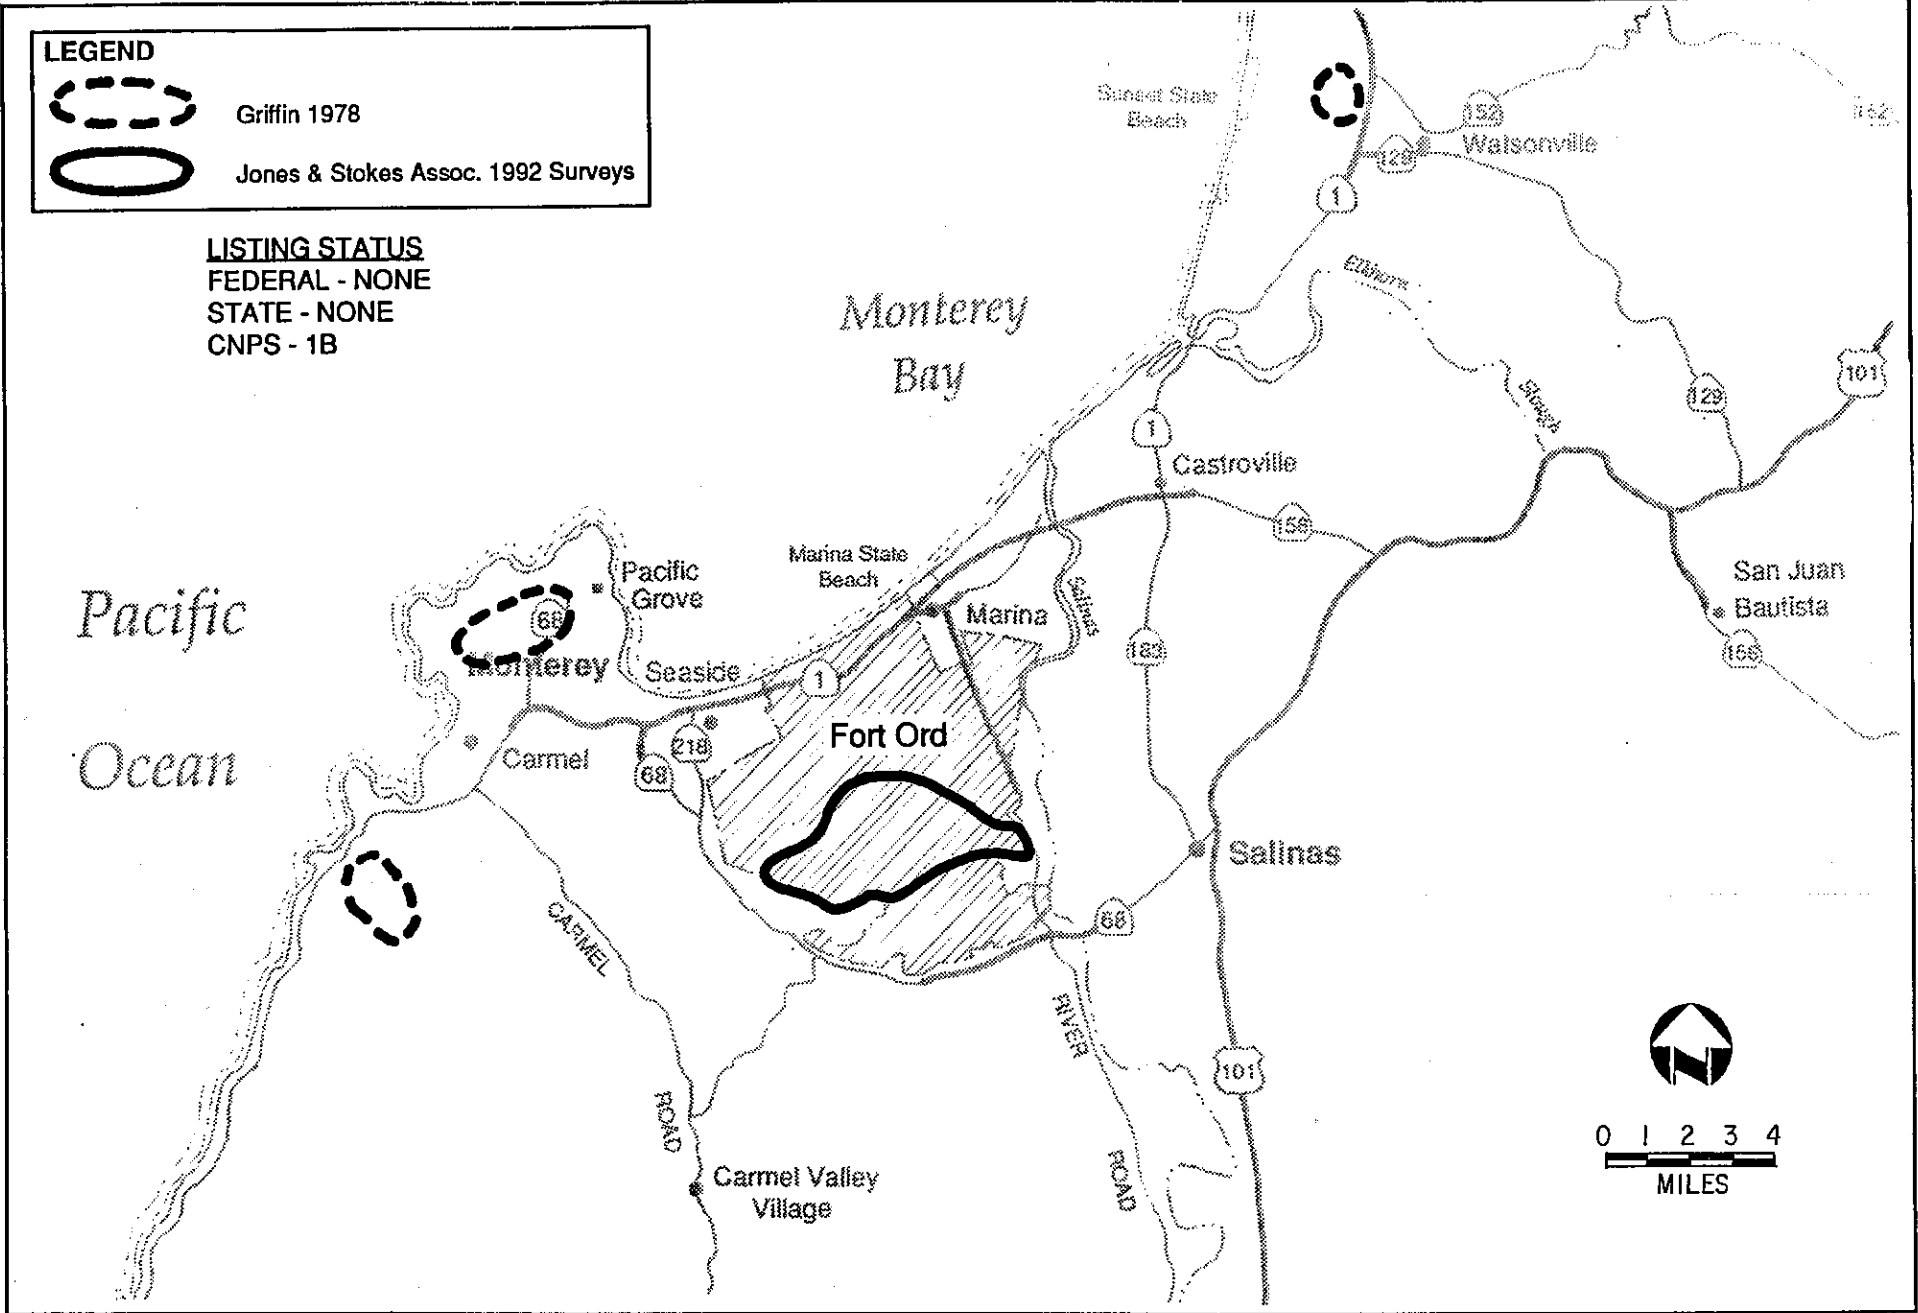 LEGEND
Griffin 1978
Jones & Stokes Assoc. 1992 Surveys
LISTING STATUS
FEDERAL - NONE
STATE - NONE
CNPS - 1B
Sunset State
Beach
152
152
129
Watsonville
1
Elkhorn
Slough
Monterey
Bay
101
129
1
Castroville
156
San Juan
Bautista
156
Pacific
Ocean
Pacific
Grove
68
Monterey
Marina State
Beach
Marina
Salinas
183
Seaside
1
Fort Ord
218
68
Carmel
Salinas
68
CARMEL
ROAD
RIVER
ROAD
101
Carmel Valley
Village
N
0 1 2 3 4
MILES